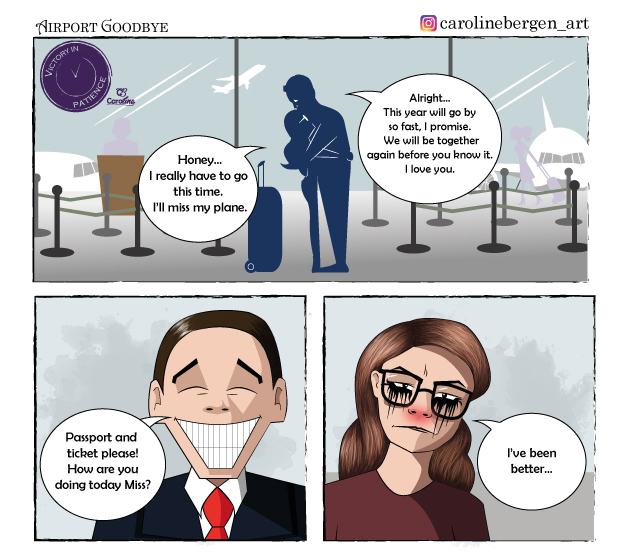 AIRPORT GOODBYE
carolinebergen_art
VICTORY IN
PATIENCE
Caroline
Honey...
I really have to go
this time.
I'll miss my plane.
Alright...
This year will go by
so fast, I promise.
We will be together
again before you know it.
I love you.
Passport and
ticket please!
How are you
doing today Miss?
I've been
better...